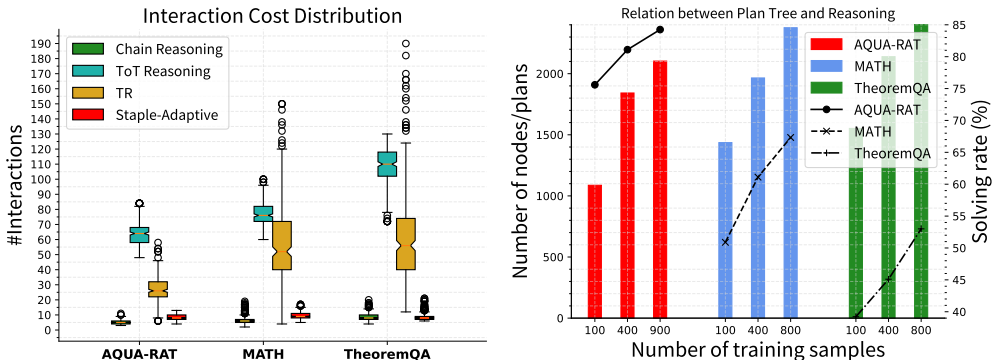 Interaction Cost Distribution
#Interactions
190
180
170
160
150
140
130
120
110
100
90
80
70
60
50
40
30
20
10
0
Chain Reasoning
ToT Reasoning
TR
Staple-Adaptive
AQUA-RAT MATH TheoremQA
Relation between Plan Tree and Reasoning
Number of nodes/plans
2000
1500
1000
500
0
AQUA-RAT
MATH
TheoremQA
AQUA-RAT
MATH
TheoremQA
85
80
75
70
65
60
55
50
45
40
Solving rate (%)
100 400 900 100 400 800 100 400 800
Number of training samples